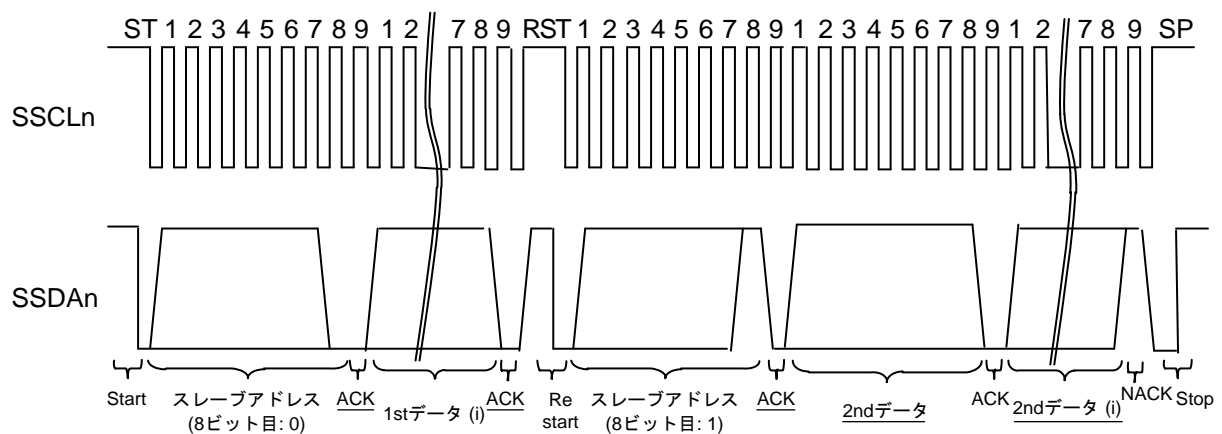 ST 1 2 3 4 5 6 7 8 9 1 2 7 8 9 RST 1 2 3 4 5 6 7 8 9 1 2 3 4 5 6 7 8 9 1 2 7 8 9 SP
SSCLn
SSDAn
Start
スレーブアドレス
(8ビット目: 0)
ACK
1stデータ (i)
ACK
Re
start
スレーブアドレス
(8ビット目: 1)
ACK
2ndデータ
ACK
2ndデータ (i)
NACK
Stop